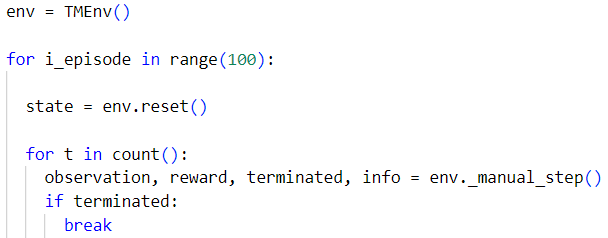 env = TMEnv()
for i_episode in range(100):
state = env.reset()
for t in count():
observation, reward, terminated, info = env._manual_step()
if terminated:
break